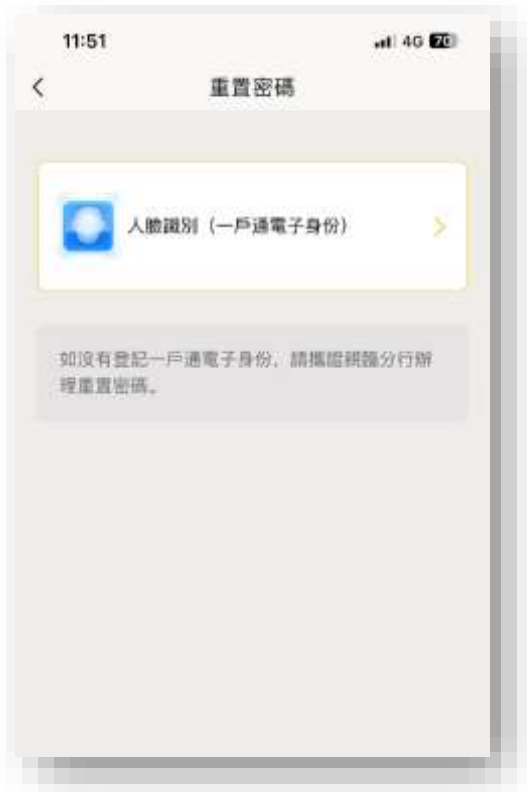 11:51
4G 70
重置密碼
人臉識別（一戶通電子身份）
如沒有登記一戶通電子身份，請攜證親臨分行辦
理重置密碼。